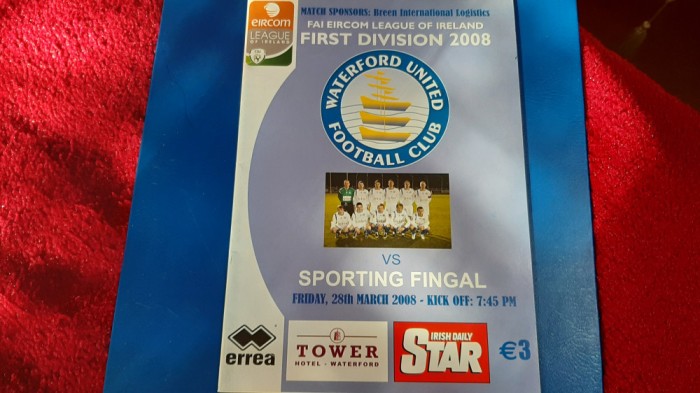 MATCH SPONSORS: Breen International Logistics
eircom
LEAGUE
OF IRELAND
FAI EIRCOM LEAGUE OF IRELAND
FIRST DIVISION 2008
WATERFORD UNITED
FOOTBALL CLUB
VS
SPORTING FINGAL
FRIDAY, 28th MARCH 2008 - KICK OFF: 7:45 PM
errea
TOWER
HOTEL - WATERFORD
IRISH DAILY
STAR
€3